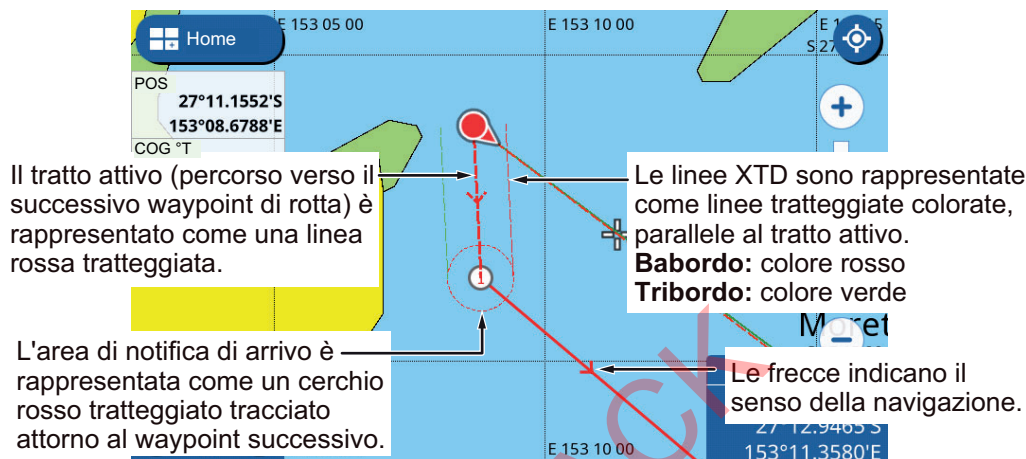 Home
E 153 05 00
E 153 10 00
POS
27°11.1552'S
153°08.6788'E
COG °T
Il tratto attivo (percorso verso il
successivo waypoint di rotta) è
rappresentato come una linea
rossa tratteggiata.
Le linee XTD sono rappresentate
come linee tratteggiate colorate,
parallele al tratto attivo.
Babordo: colore rosso
Tribordo: colore verde
1
L'area di notifica di arrivo è
rappresentata come un cerchio
rosso tratteggiato tracciato
attorno al waypoint successivo.
Le frecce indicano il
senso della navigazione.
27°12.9465'S
153°11.3580'E
E 153 10 00